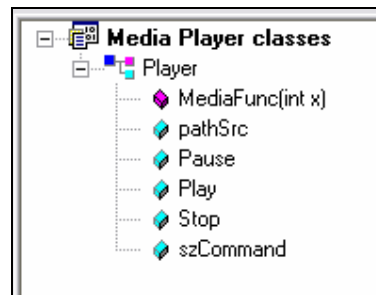 Media Player classes
Player
MediaFunc(int x)
pathSrc
Pause
Play
Stop
szCommand